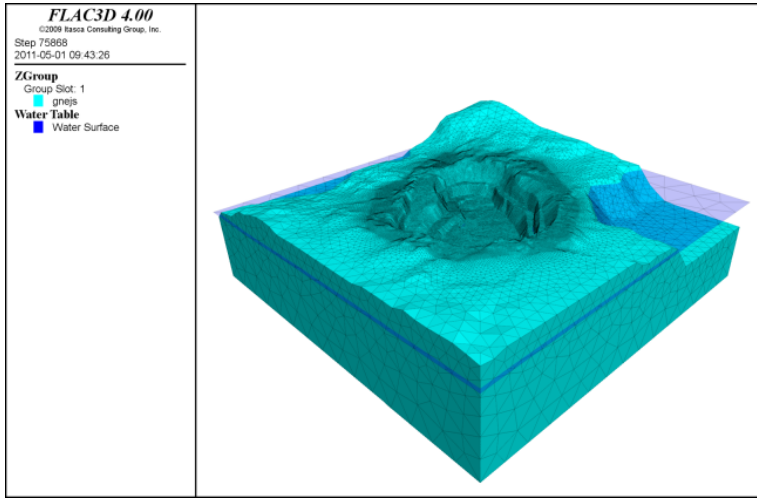 FLAC3D 4.00
©2009 Itasca Consulting Group, Inc.
Step 75868
2011-05-01 09:43:26
ZGroup
Group Slot: 1
gnejs
Water Table
Water Surface